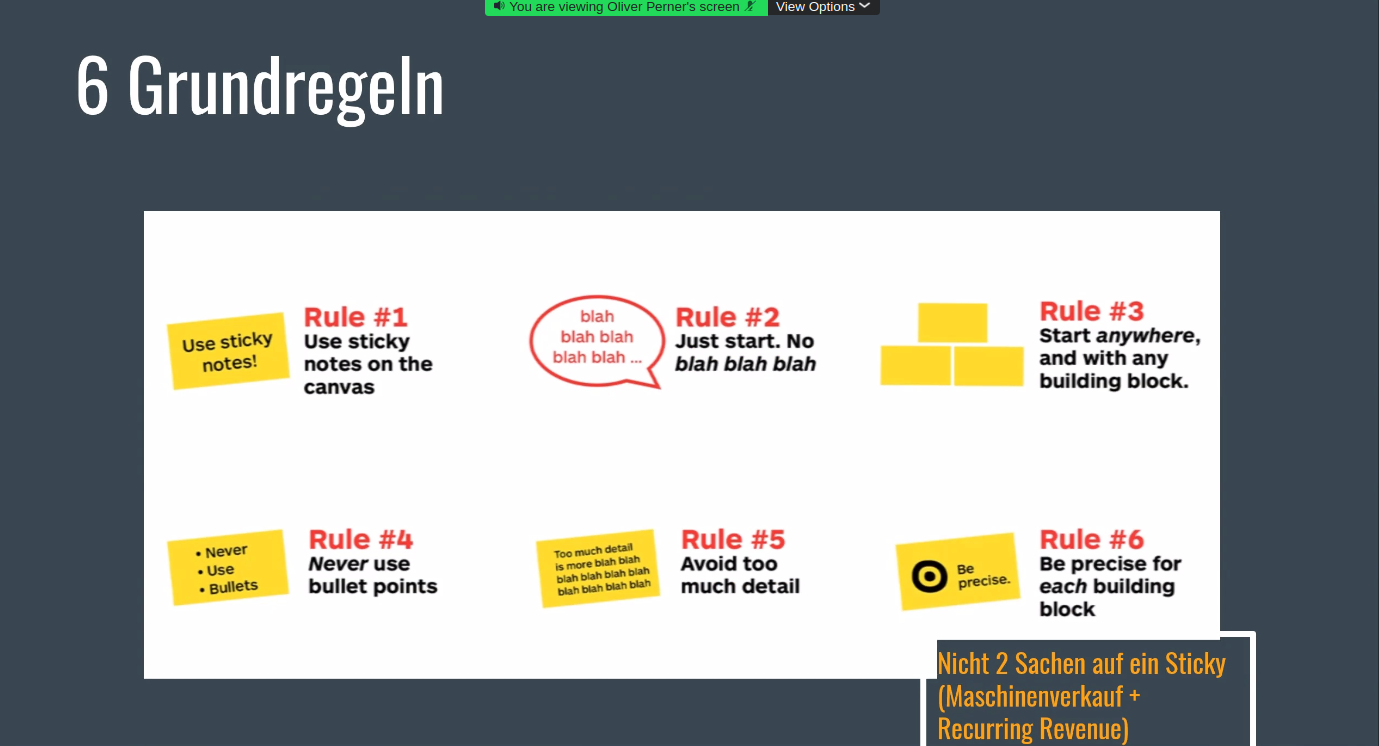 You are viewing Oliver Perner's screen
View Options
6 Grundregeln
Use sticky
notes!
Rule #1
Use sticky
notes on the
canvas
blah
blah blah
blah blah ...
Rule #2
Just start. No
blah blah blah
Rule #3
Start anywhere,
and with any
building block.
• Never
• Use
• Bullets
Rule #4
Never use
bullet points
Too much detail
is more blah blah
blah blah blah blah
blah blah blah blah
Rule #5
Avoid too
much detail
Be
precise.
Rule #6
Be precise for
each building
block
Nicht 2 Sachen auf ein Sticky
(Maschinenverkauf +
Recurring Revenue)